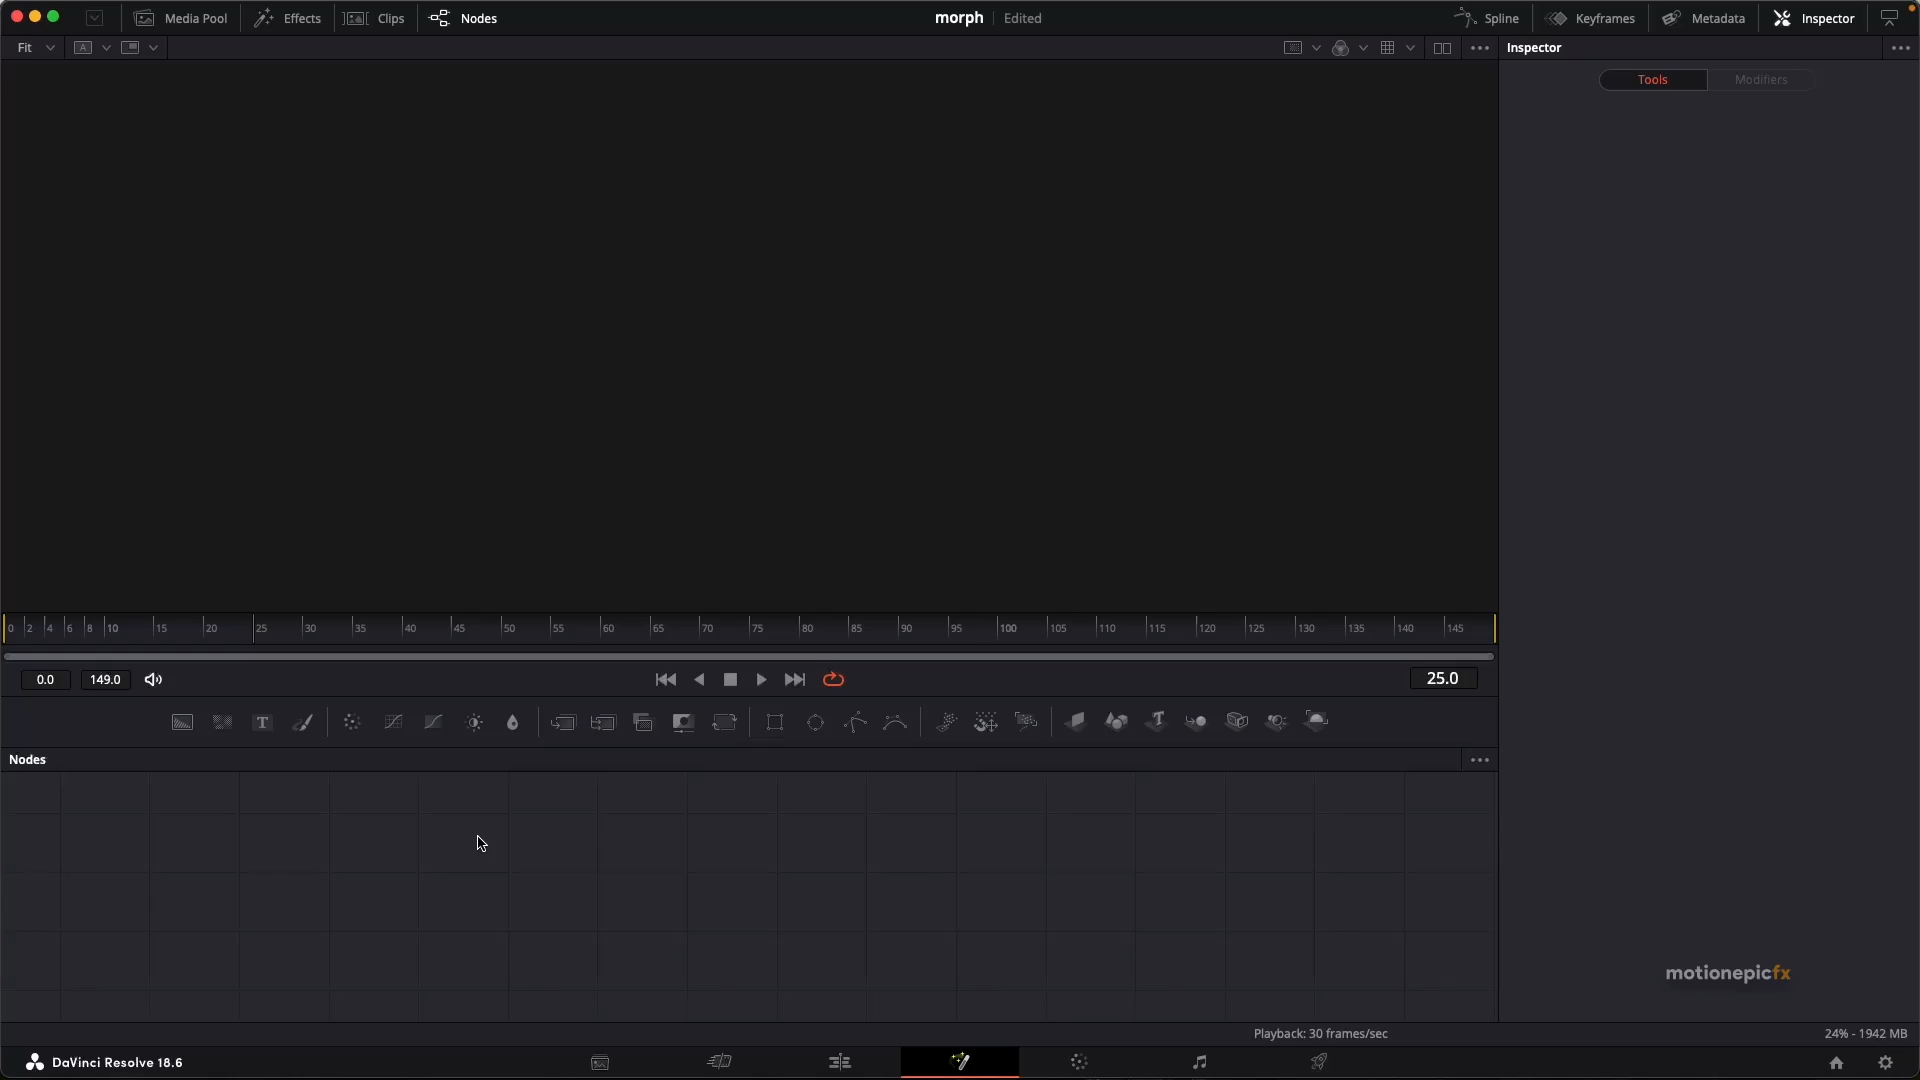 Media Pool Effects Clips Nodes morph Edited Spline Keyframes Metadata Inspector
Fit A Inspector
Tools Modifiers
0 2 4 6 8 10 15 20 25 30 35 40 45 50 55 60 65 70 75 80 85 90 95 100 105 110 115 120 125 130 135 140 145
0.0 149.0 25.0
T T
Nodes
motionepicfx
Playback: 30 frames/sec 24% - 1942 MB
DaVinci Resolve 18.6